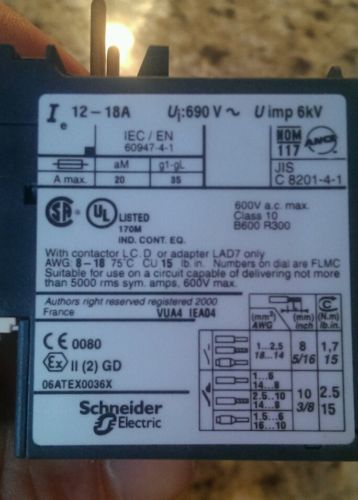 Ie 12-18A Ui:690 V ~ U imp 6kV
IEC / EN
60947-4-1
NOM
117
ANCE
aM g1-gL
JIS
C 8201-4-1
A max. 20 35
SA
UL LISTED
170M
IND. CONT. EQ.
600V a.c. max.
Class 10
B600 R300
With contactor LC.D or adapter LAD7 only
AWG: 8-18 75°C CU 15 lb.in. Numbers on dial are FLMC
Suitable for use on a circuit capable of delivering not more
than 5000 rms sym. amps, 600V max.
Authors right reserved registered 2000
France VUA4 IEA04
(mm²)
AWG
(mm)
inch
(N.m)
lb.in.
CE 0080
Ex II (2) GD
06ATEX0036X
1...2,5
18...14
8
5/16
1,7
15
1...6
14...8
2.5...10
14...8
1.5...6
16...10
10
3/8
2.5
15
Schneider
Electric